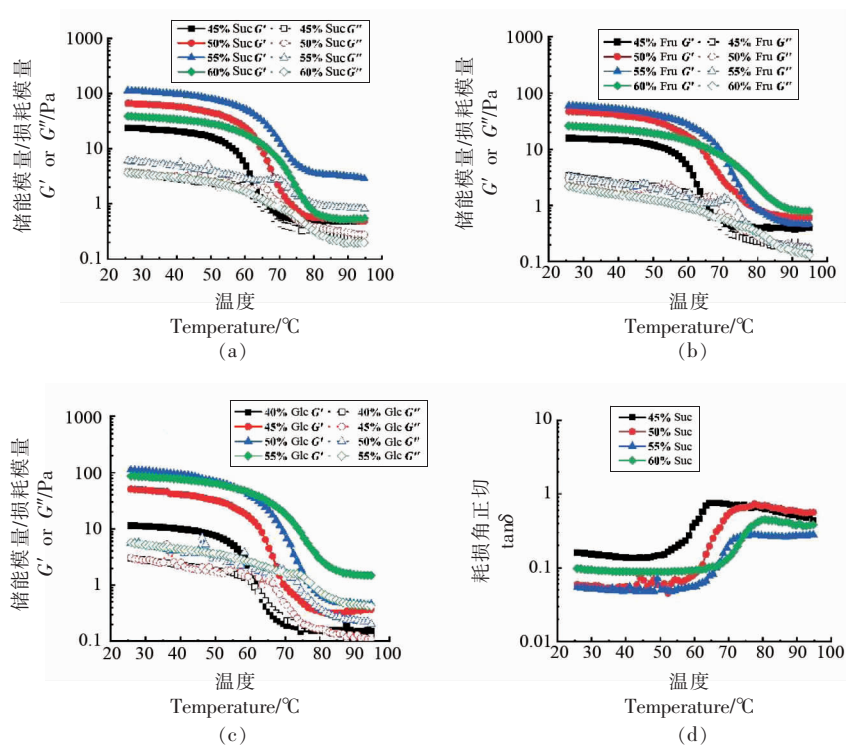 45% Suc G′ 45% Suc G″
50% Suc G′ 50% Suc G″
55% Suc G′ 55% Suc G″
60% Suc G′ 60% Suc G″
1000
100
10
1
0.1
储能模量/损耗模量
G′ or G″/Pa
20 30 40 50 60 70 80 90 100
温度
Temperature/℃
(a)
45% Fru G′ 45% Fru G″
50% Fru G′ 50% Fru G″
55% Fru G′ 55% Fru G″
60% Fru G′ 60% Fru G″
1000
100
10
1
0.1
储能模量/损耗模量
G′ or G″/Pa
20 30 40 50 60 70 80 90 100
温度
Temperature/℃
(b)
40% Glc G′ 40% Glc G″
45% Glc G′ 45% Glc G″
50% Glc G′ 50% Glc G″
55% Glc G′ 55% Glc G″
1000
100
10
1
0.1
储能模量/损耗模量
G′ or G″/Pa
20 30 40 50 60 70 80 90 100
温度
Temperature/℃
(c)
45% Suc
50% Suc
55% Suc
60% Suc
10
1
0.1
0.01
耗损角正切
tanδ
20 30 40 50 60 70 80 90 100
温度
Temperature/℃
(d)